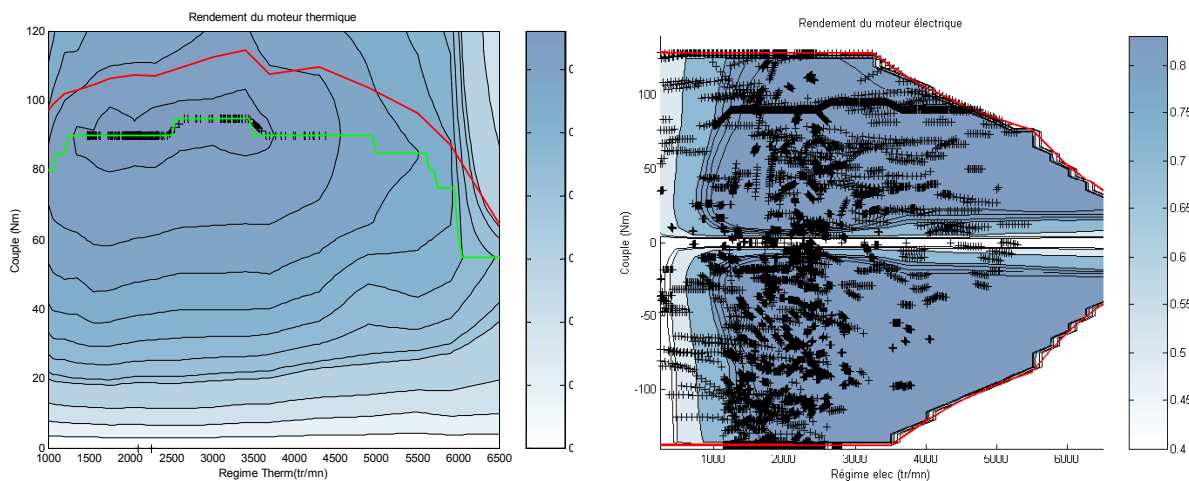 Rendement du moteur thermique
120
100
80
60
40
20
0
Couple (Nm)
1000 1500 2000 2500 3000 3500 4000 4500 5000 5500 6000 6500
Regime Therm(tr/mn)
Rendement du moteur électrique
100
50
0
-50
-100
Couple (Nm)
1000 2000 3000 4000 5000 6000
Régime elec (tr/mn)
0.8
0.75
0.7
0.65
0.6
0.55
0.5
0.45
0.4